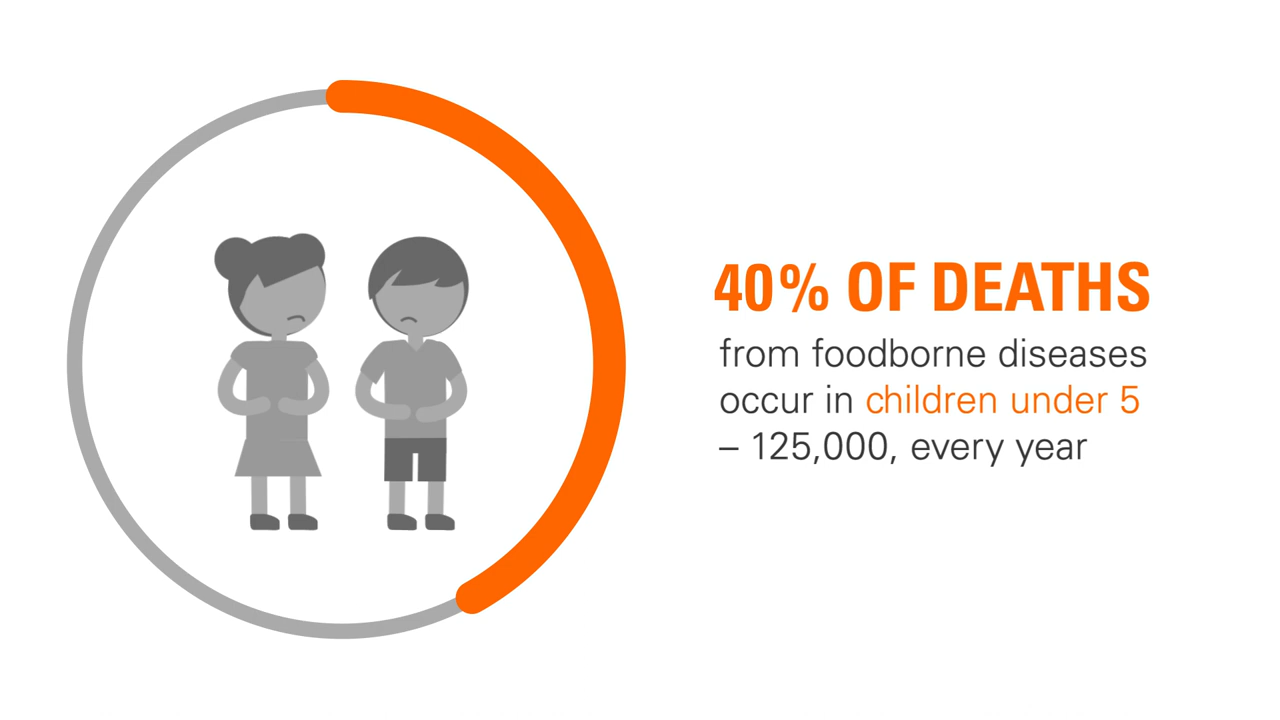 40% OF DEATHS
from foodborne diseases
occur in children under 5
– 125,000, every year